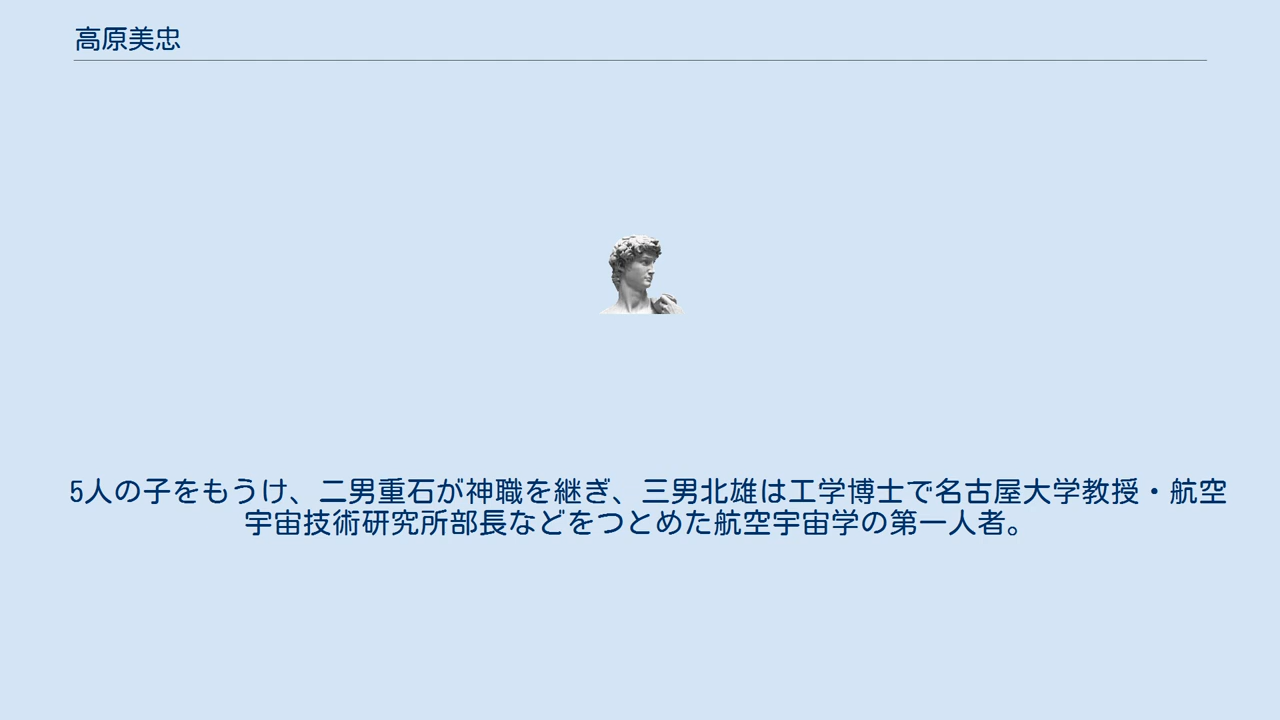 高原美忠
5人の子をもうけ、二男重石が神職を継ぎ、三男北雄は工学博士で名古屋大学教授・航空
宇宙技術研究所部長などをつとめた航空宇宙学の第一人者。